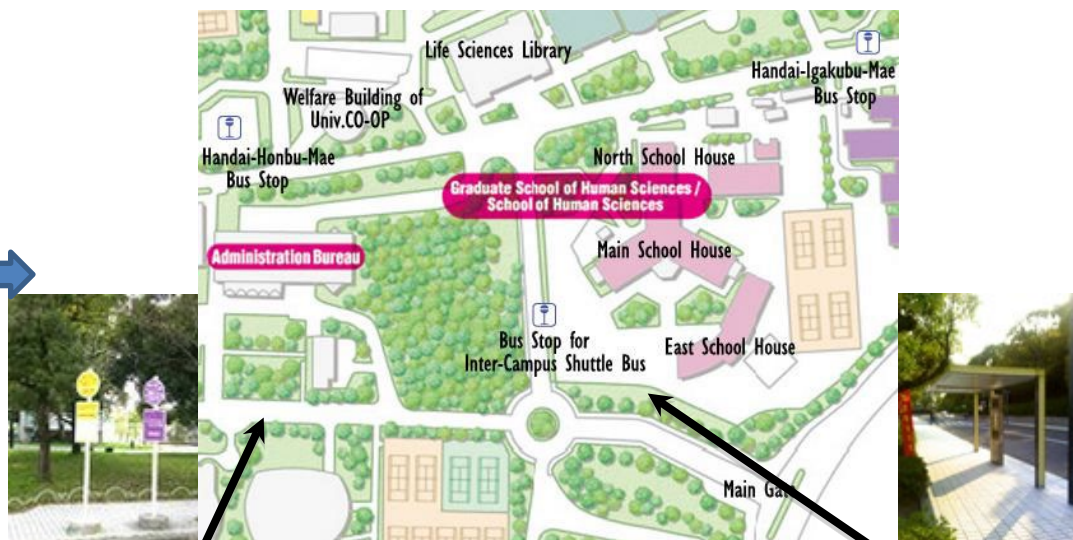 Life Sciences Library
Handai-Igakubu-Mae
Bus Stop
Welfare Building of
Univ.CO-OP
Handai-Honbu-Mae
Bus Stop
North School House
Graduate School of Human Sciences /
School of Human Sciences
Main School House
Administration Bureau
Bus Stop for
Inter-Campus Shuttle Bus
East School House
Main Gate